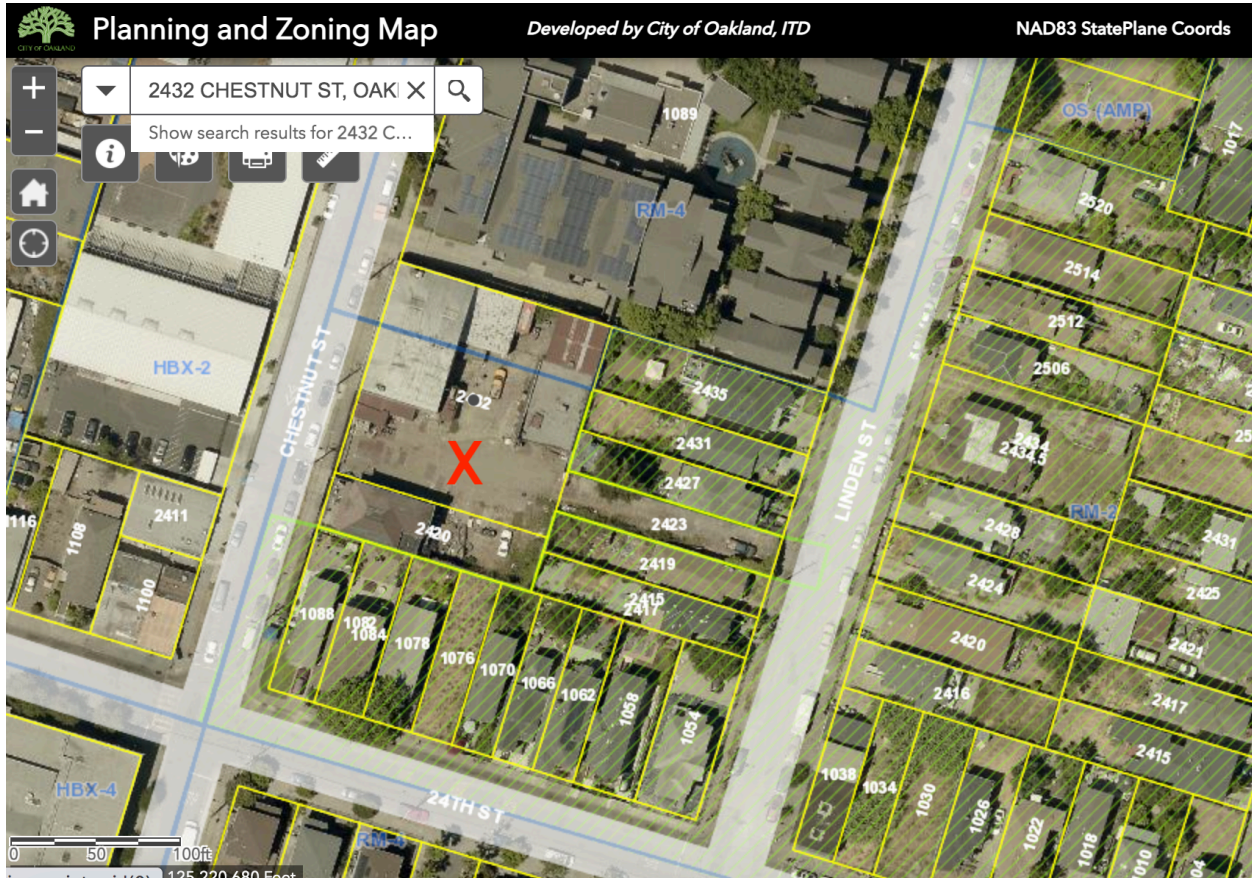 CITY OF OAKLAND
Planning and Zoning Map
Developed by City of Oakland, ITD
NAD83 StatePlane Coords
+
2432 CHESTNUT ST, OAK
Show search results for 2432 C...
−
1089
OS (AMP)
1017
RM-4
2520
2514
2512
2506
HBX-2
CHESTNUT ST
2435
2431
2427
2423
2419
2415
2417
X
2420
LINDEN ST
2434
2434.5
RM-2
2428
2424
2431
2425
2421
2420
2417
2416
2415
1116
1108
2411
1100
1088
1082
1084
1078
1076
1070
1066
1062
1058
1054
1038
1034
1030
1026
1022
1018
1010
HBX-4
24TH ST
RM-4
0 50 100ft